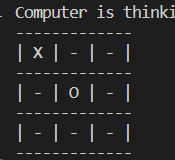 Computer is thinki
-------------
| X | - | - |
-------------
| - | O | - |
-------------
| - | - | - |
-------------